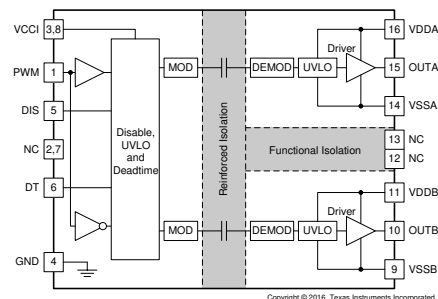 VCCI 3,8
PWM 1
DIS 5
NC 2,7
DT 6
GND 4
Disable,
UVLO
and
Deadtime
MOD
MOD
Reinforced Isolation
Functional Isolation
DEMOD UVLO
Driver
16 VDDA
15 OUTA
14 VSSA
13 NC
12 NC
DEMOD UVLO
Driver
11 VDDB
10 OUTB
9 VSSB
Copyright © 2016, Texas Instruments Incorporated